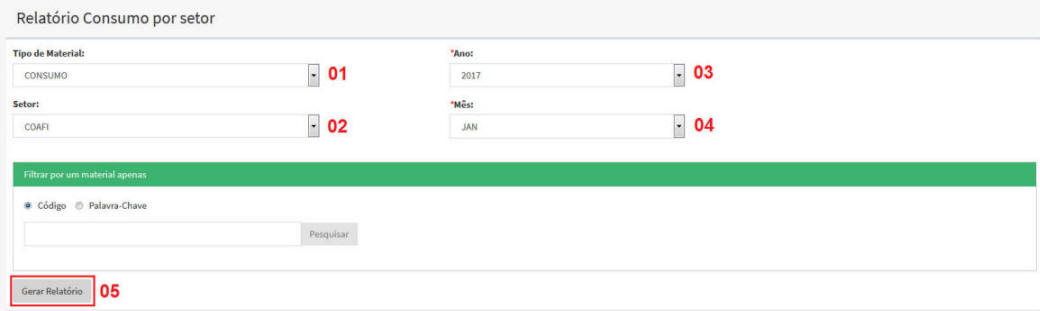 Relatório Consumo por setor
Tipo de Material:
CONSUMO
01
*Ano:
2017
03
Setor:
COAFI
02
*Mês:
JAN
04
Filtrar por um material apenas
Código Palavra-Chave
Pesquisar
Gerar Relatório
05